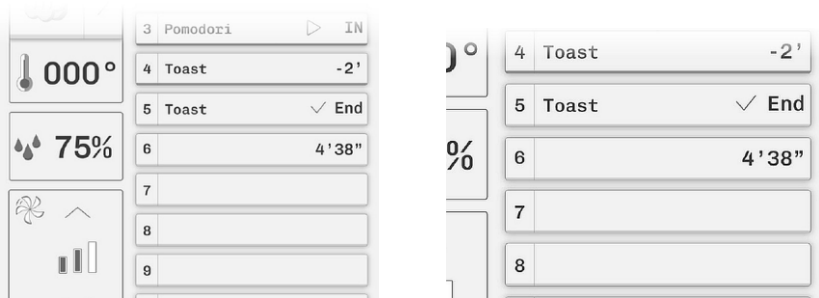 3 Pomodori IN
000°
4 Toast -2’
5 Toast End
75%
6 4’38”
7
8
9
°
4 Toast -2’
5 Toast End
%
6 4’38”
7
8